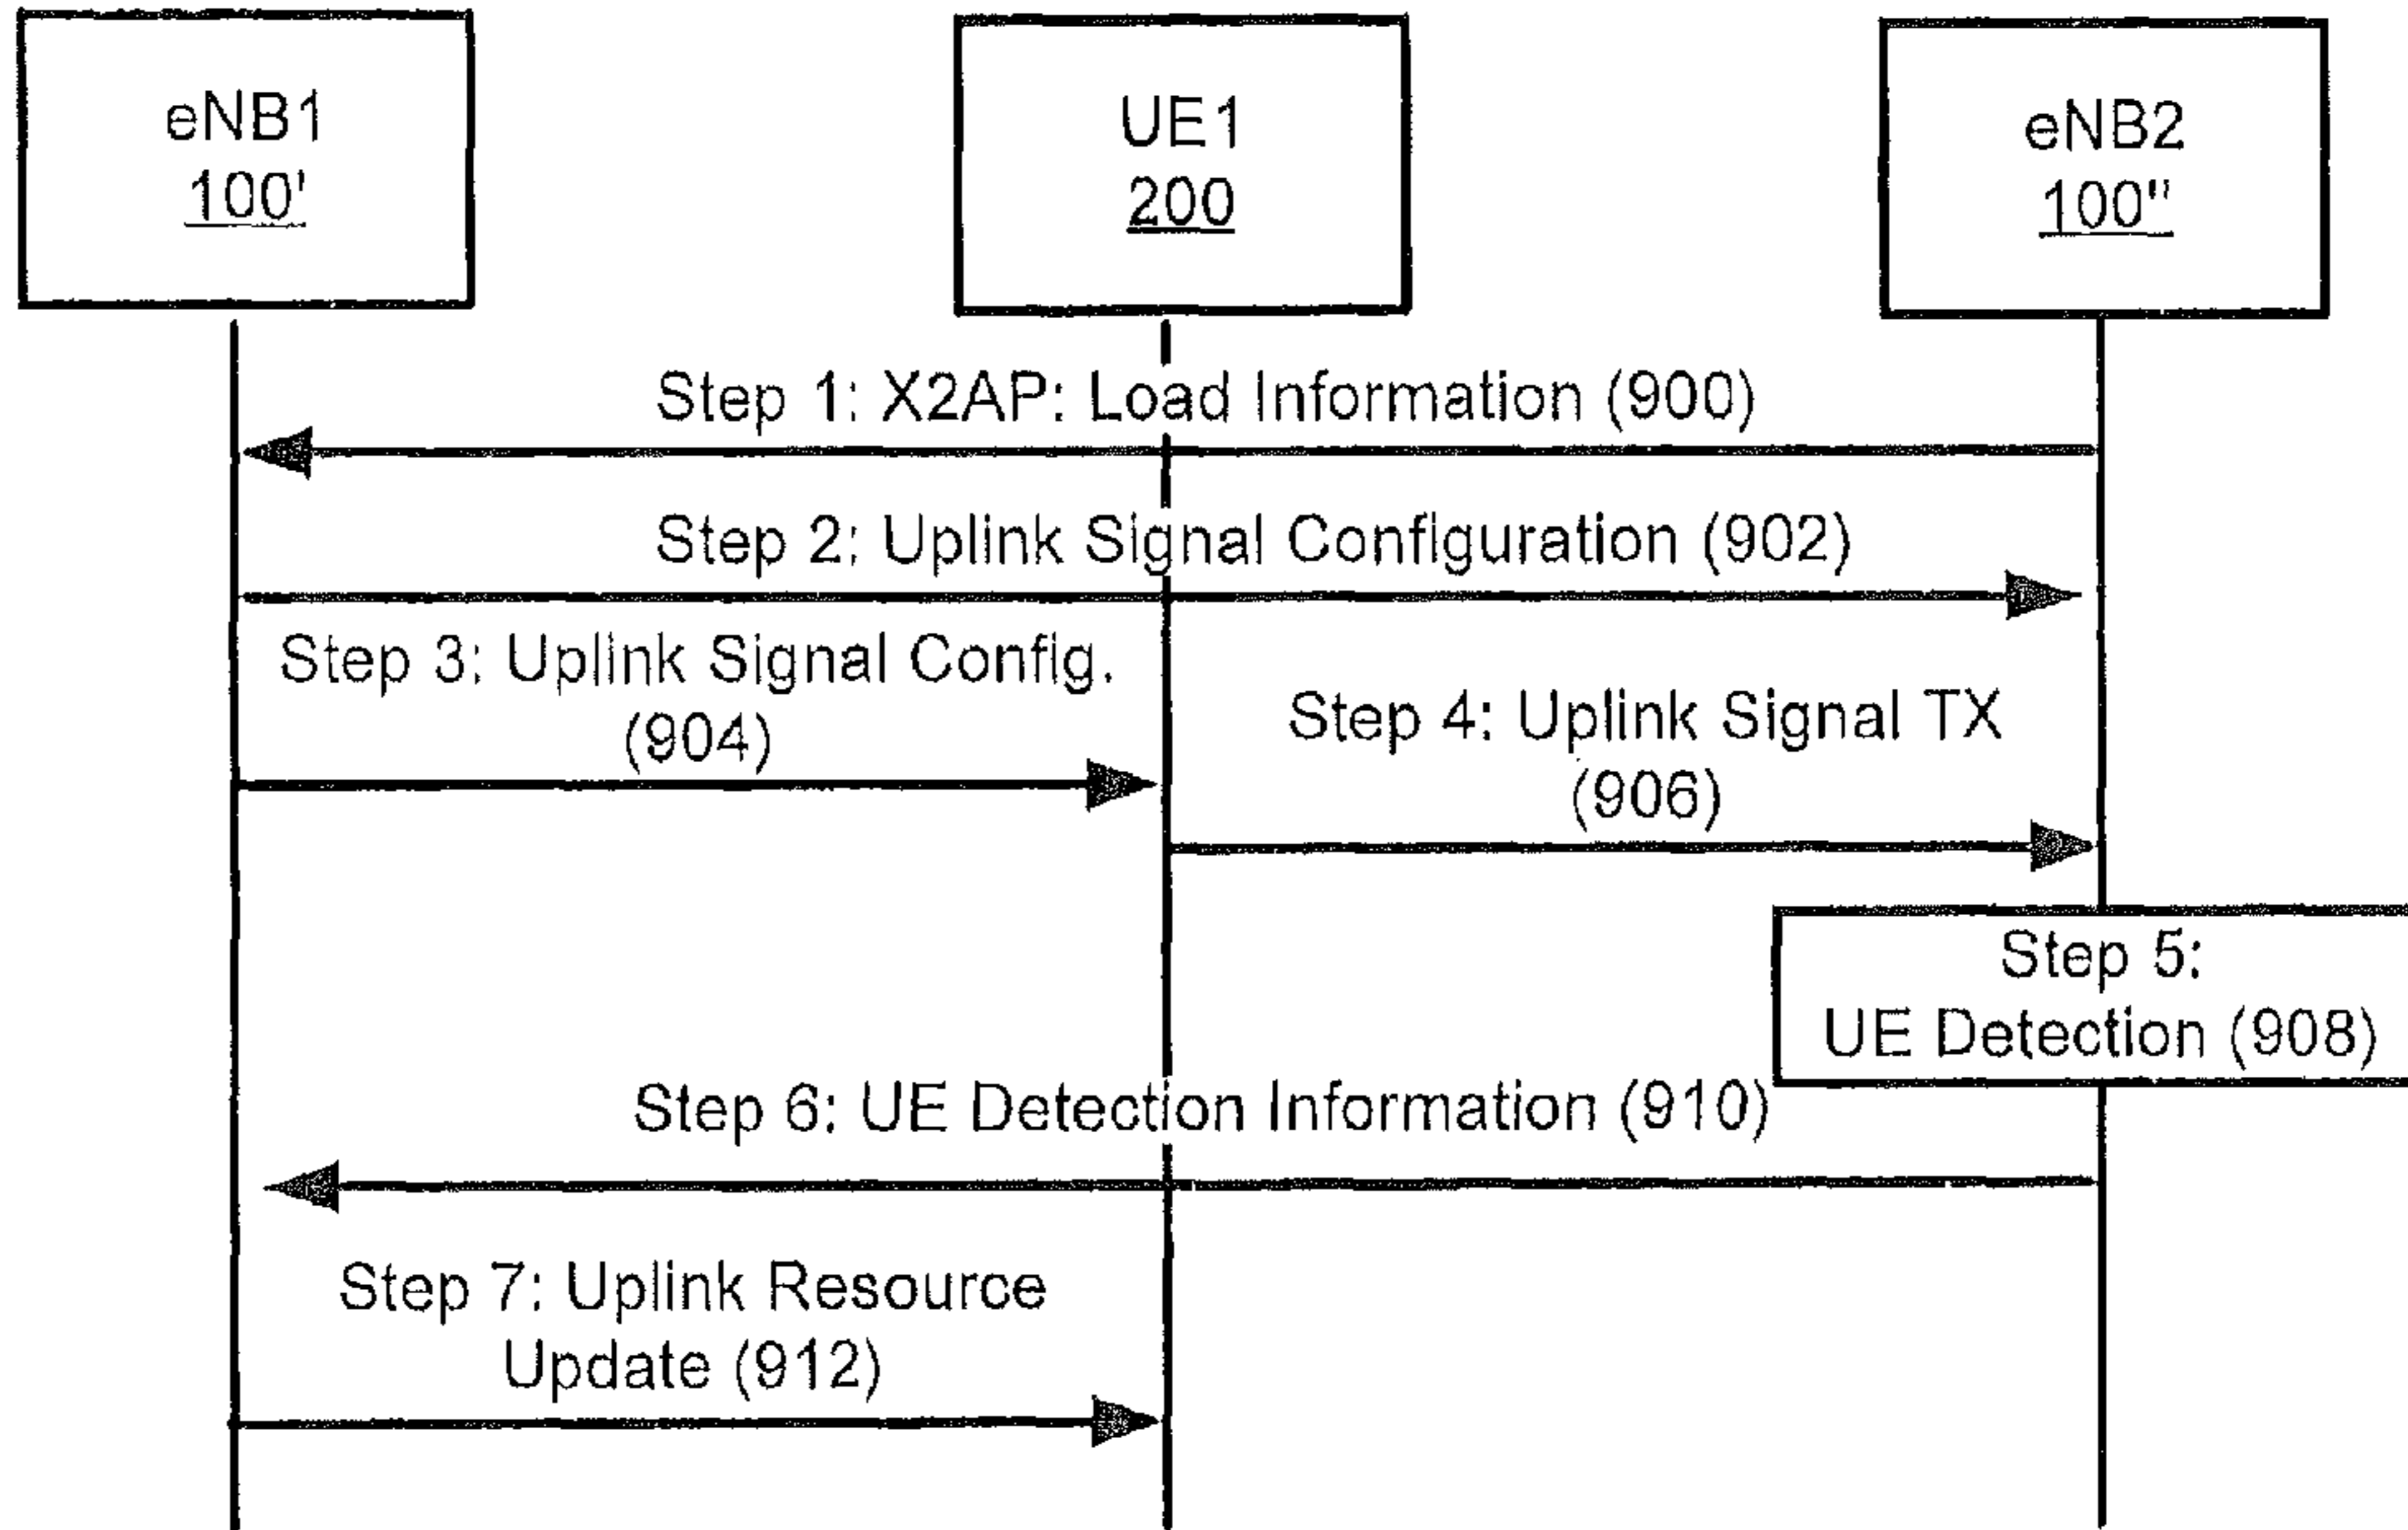 eNB1
100'
UE1
200
eNB2
100"
Step 1: X2AP: Load Information (900)
Step 2: Uplink Signal Configuration (902)
Step 3: Uplink Signal Config.
(904)
Step 4: Uplink Signal TX
(906)
Step 5:
UE Detection (908)
Step 6: UE Detection Information (910)
Step 7: Uplink Resource
Update (912)